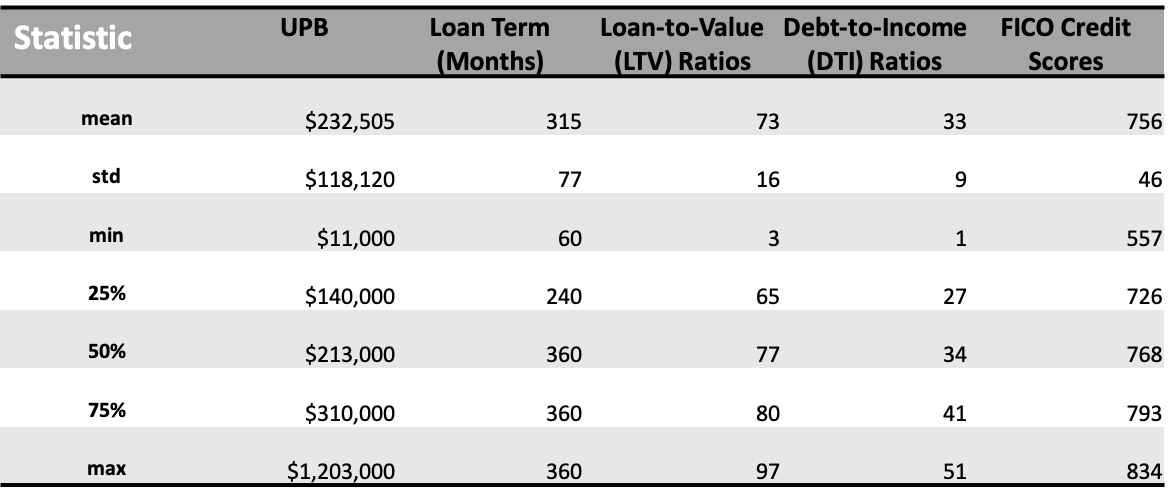 Statistic UPB Loan Term (Months) Loan-to-Value (LTV) Ratios Debt-to-Income (DTI) Ratios FICO Credit Scores
mean $232,505 315 73 33 756
std $118,120 77 16 9 46
min $11,000 60 3 1 557
25% $140,000 240 65 27 726
50% $213,000 360 77 34 768
75% $310,000 360 80 41 793
max $1,203,000 360 97 51 834